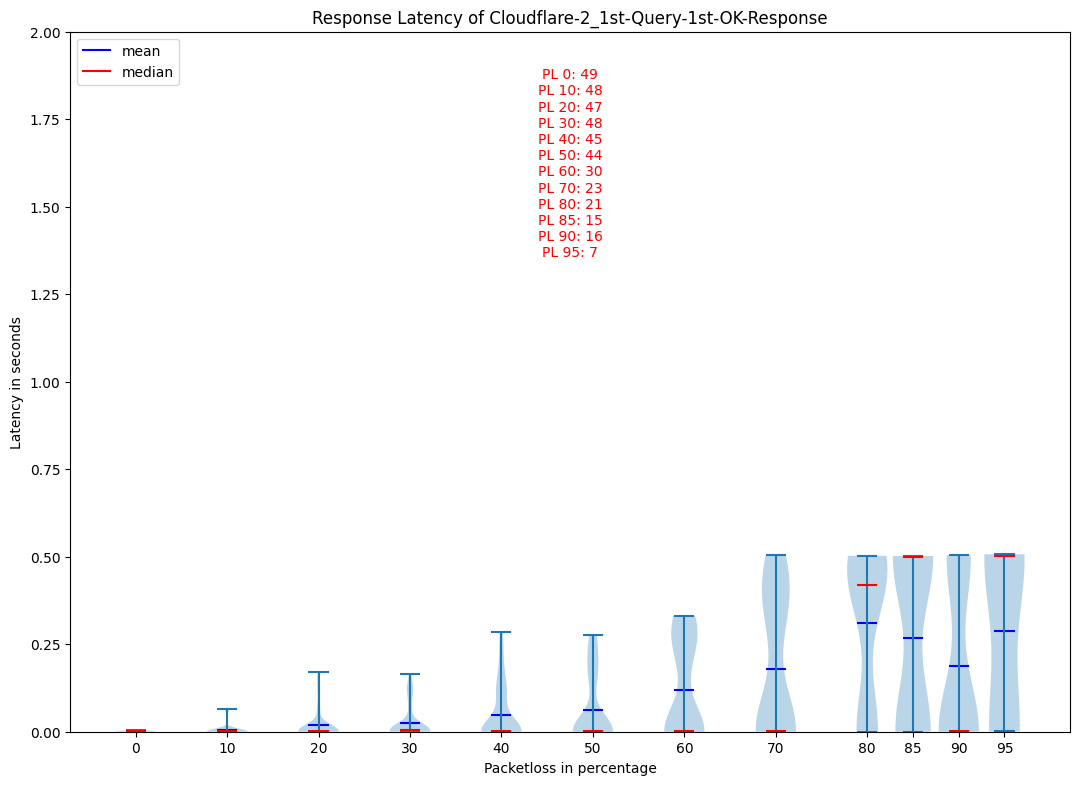 Response Latency of Cloudflare-2_1st-Query-1st-OK-Response
mean
median
PL 0: 49
PL 10: 48
PL 20: 47
PL 30: 48
PL 40: 45
PL 50: 44
PL 60: 30
PL 70: 23
PL 80: 21
PL 85: 15
PL 90: 16
PL 95: 7
Latency in seconds
2.00
1.75
1.50
1.25
1.00
0.75
0.50
0.25
0.00
0 10 20 30 40 50 60 70 80 85 90 95
Packetloss in percentage